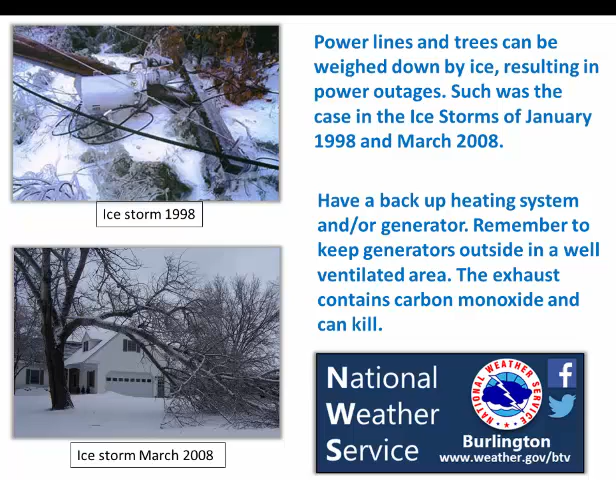 Power lines and trees can be
weighed down by ice, resulting in
power outages. Such was the
case in the Ice Storms of January
1998 and March 2008.
Ice storm 1998
Have a back up heating system
and/or generator. Remember to
keep generators outside in a well
ventilated area. The exhaust
contains carbon monoxide and
can kill.
Ice storm March 2008
National
Weather
Service
NATIONAL WEATHER SERVICE
Burlington
www.weather.gov/btv